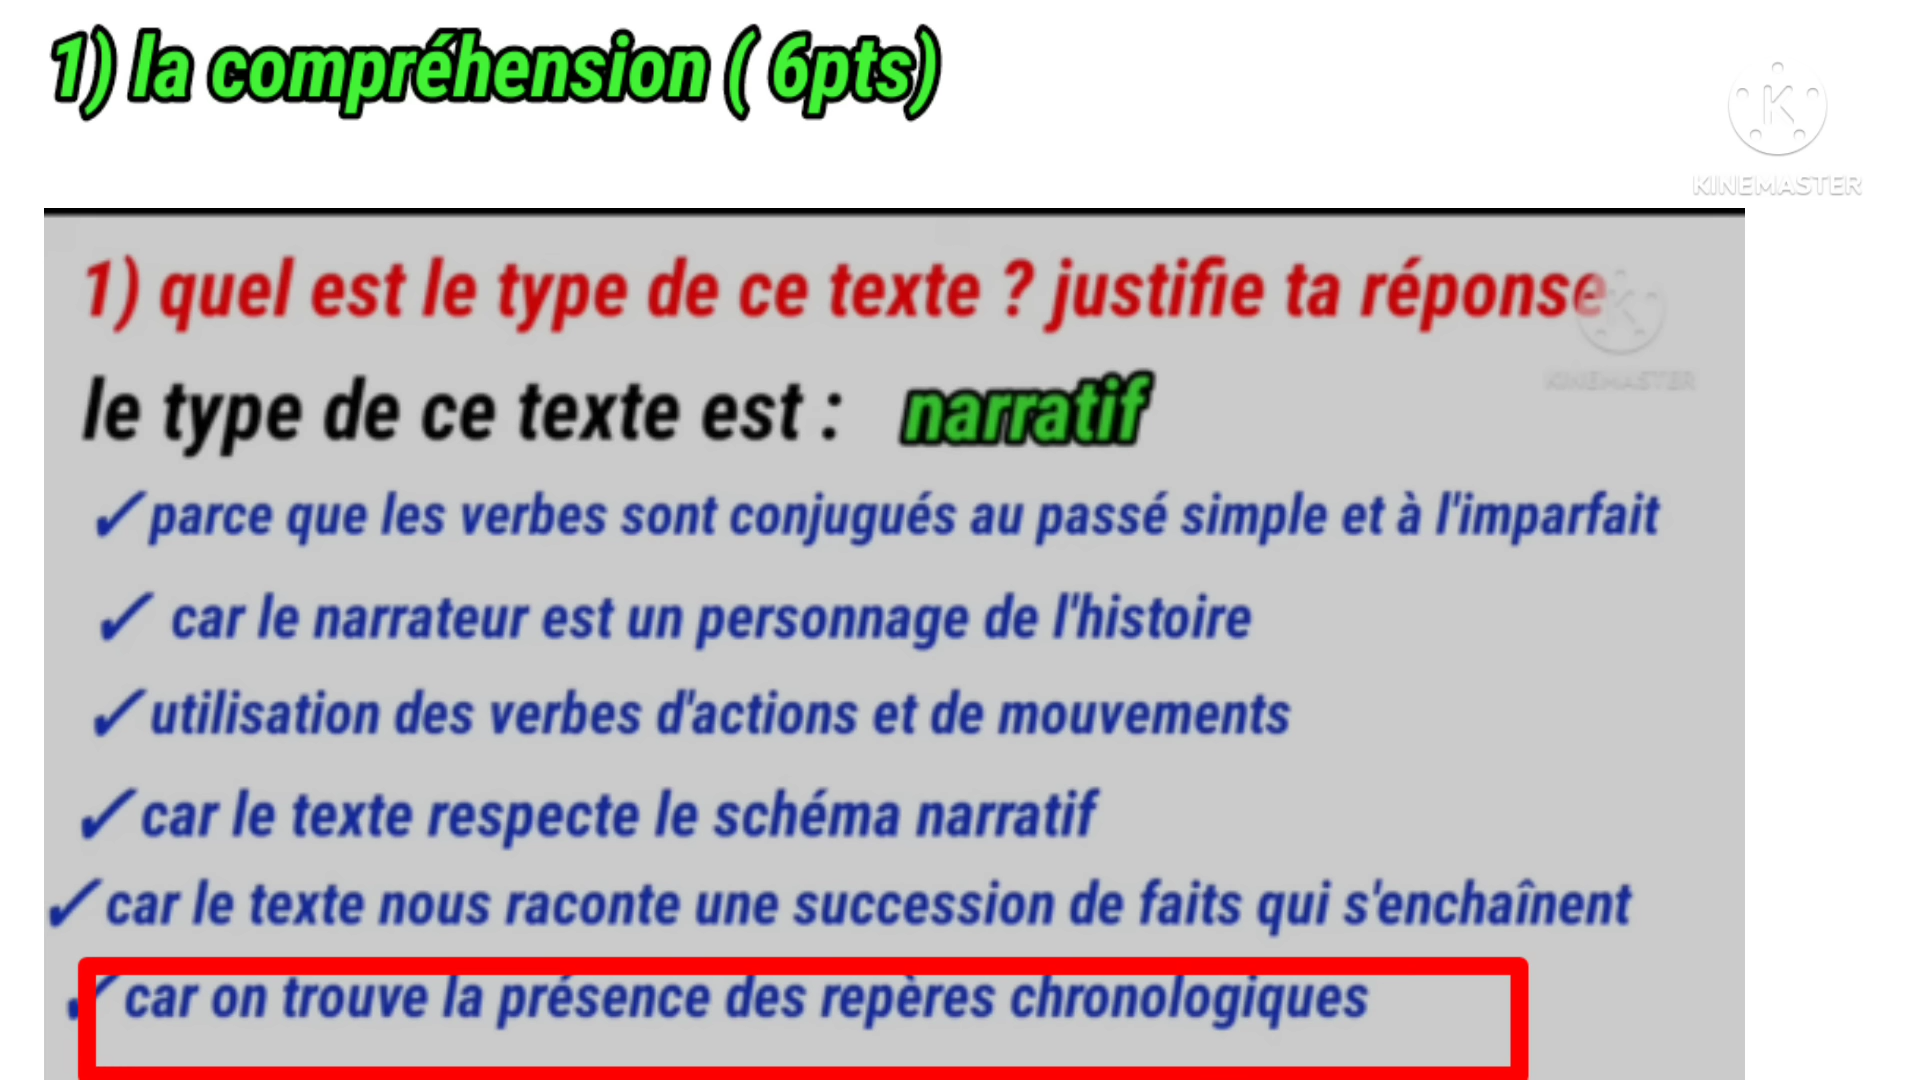 1) la compréhension ( 6pts)
KINEMASTER
1) quel est le type de ce texte ? justifie ta réponse
KINEMASTER
le type de ce texte est : narratif
✓parce que les verbes sont conjugués au passé simple et à l'imparfait
✓ car le narrateur est un personnage de l'histoire
✓utilisation des verbes d'actions et de mouvements
✓car le texte respecte le schéma narratif
✓car le texte nous raconte une succession de faits qui s'enchaînent
✓car on trouve la présence des repères chronologiques